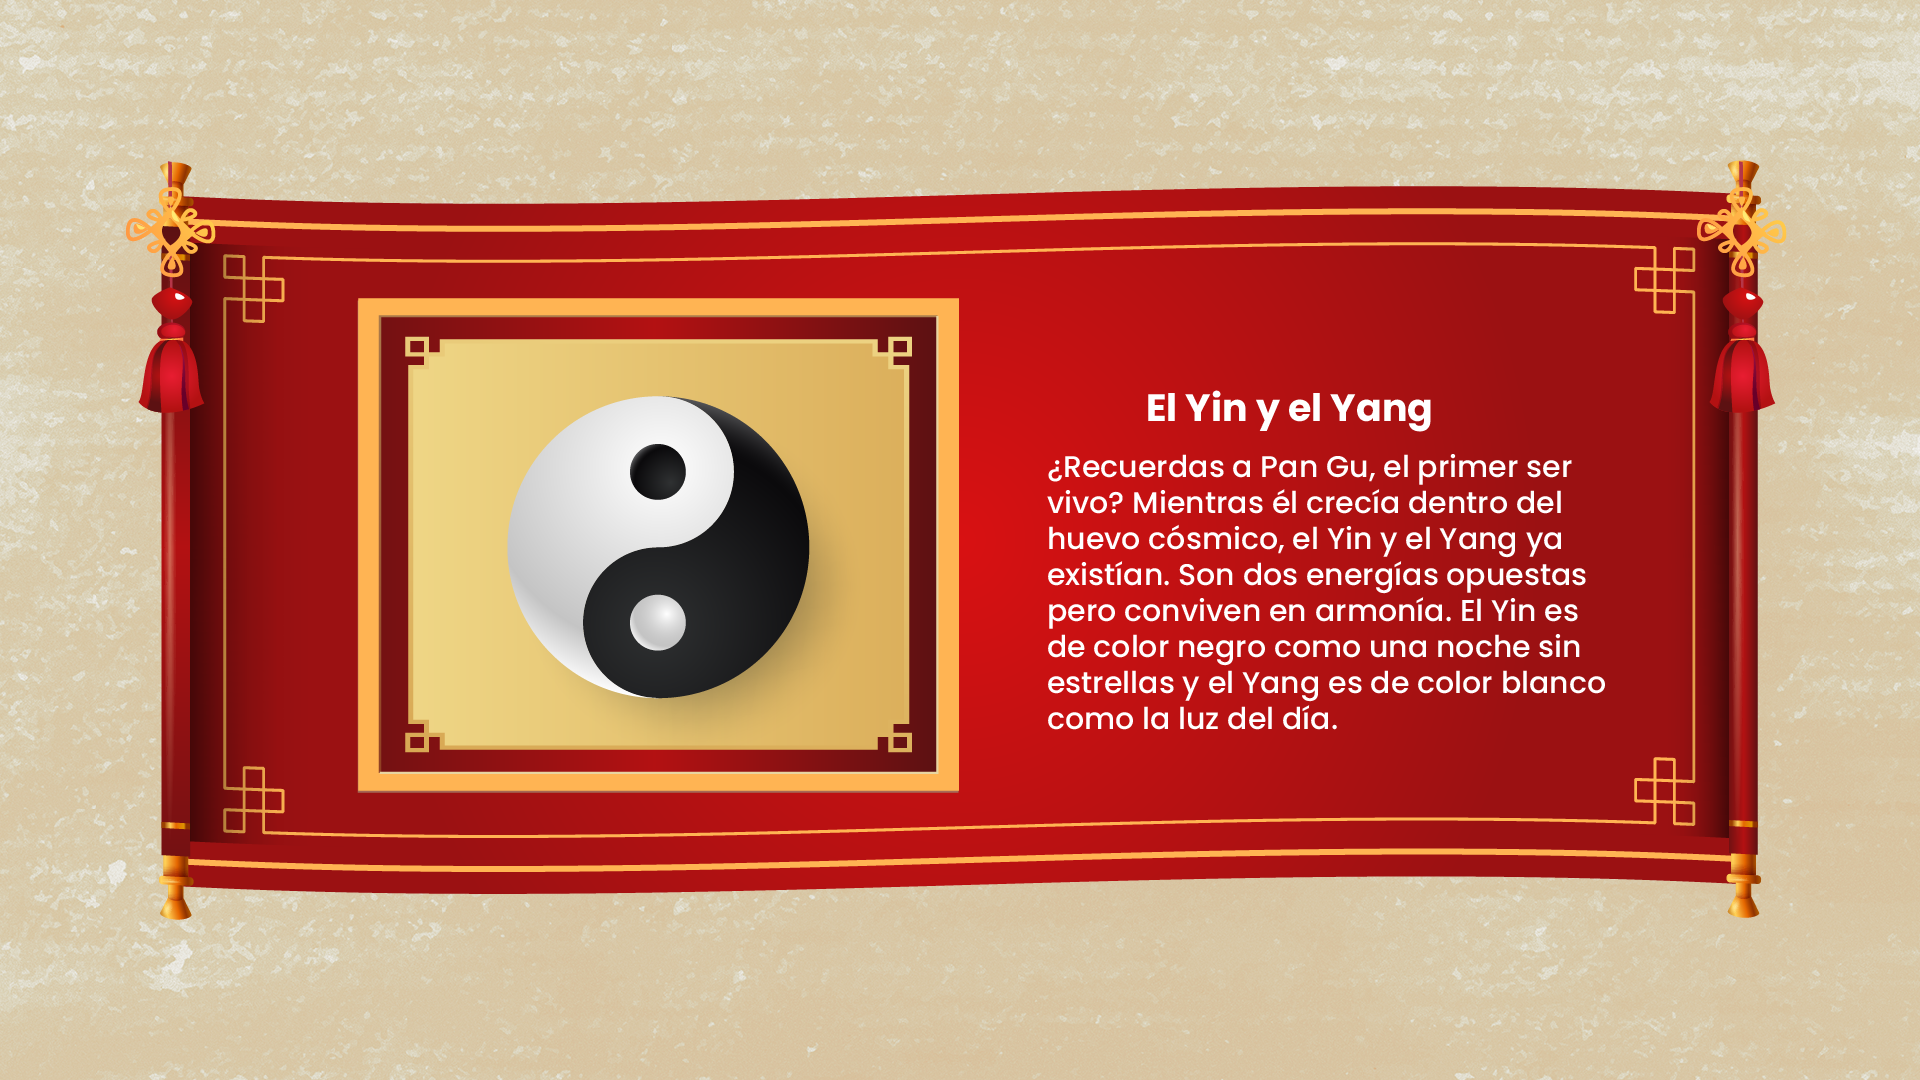 El Yin y el Yang
¿Recuerdas a Pan Gu, el primer ser
vivo? Mientras él crecía dentro del
huevo cósmico, el Yin y el Yang ya
existían. Son dos energías opuestas
pero conviven en armonía. El Yin es
de color negro como una noche sin
estrellas y el Yang es de color blanco
como la luz del día.